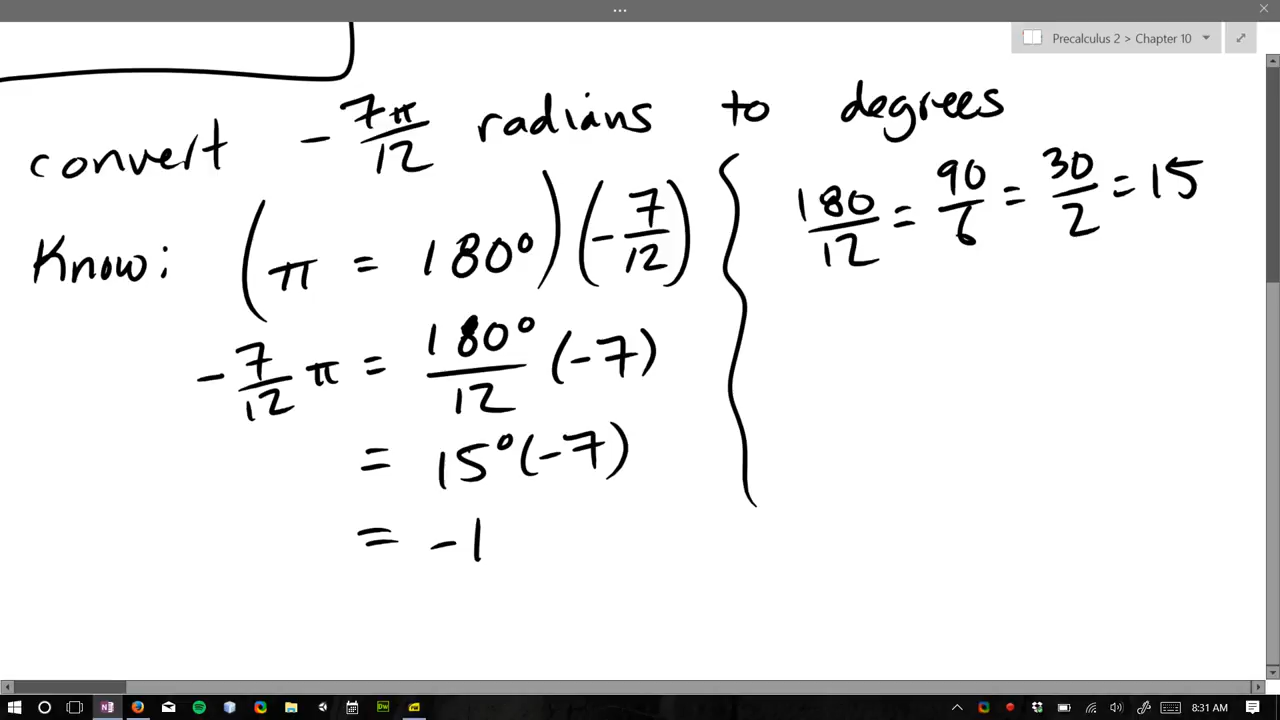 Precalculus 2 > Chapter 10
convert -7π/12 radians to degrees
Know: (π = 180°)(-7/12)
-7/12 π = 180°/12 (-7)
= 15°(-7)
= -1
180/12 = 90/6 = 30/2 = 15
8:31 AM